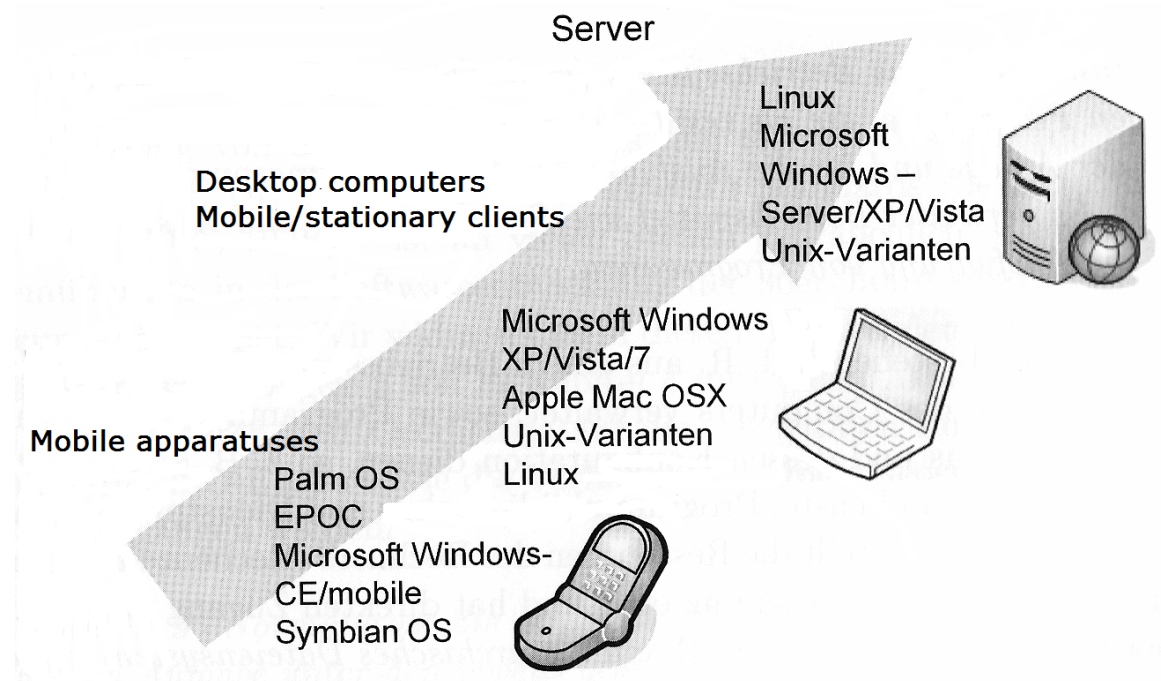 Server
Linux
Microsoft
Windows –
Server/XP/Vista
Unix-Varianten
Desktop computers
Mobile/stationary clients
Microsoft Windows
XP/Vista/7
Apple Mac OSX
Unix-Varianten
Linux
Mobile apparatuses
Palm OS
EPOC
Microsoft Windows-
CE/mobile
Symbian OS